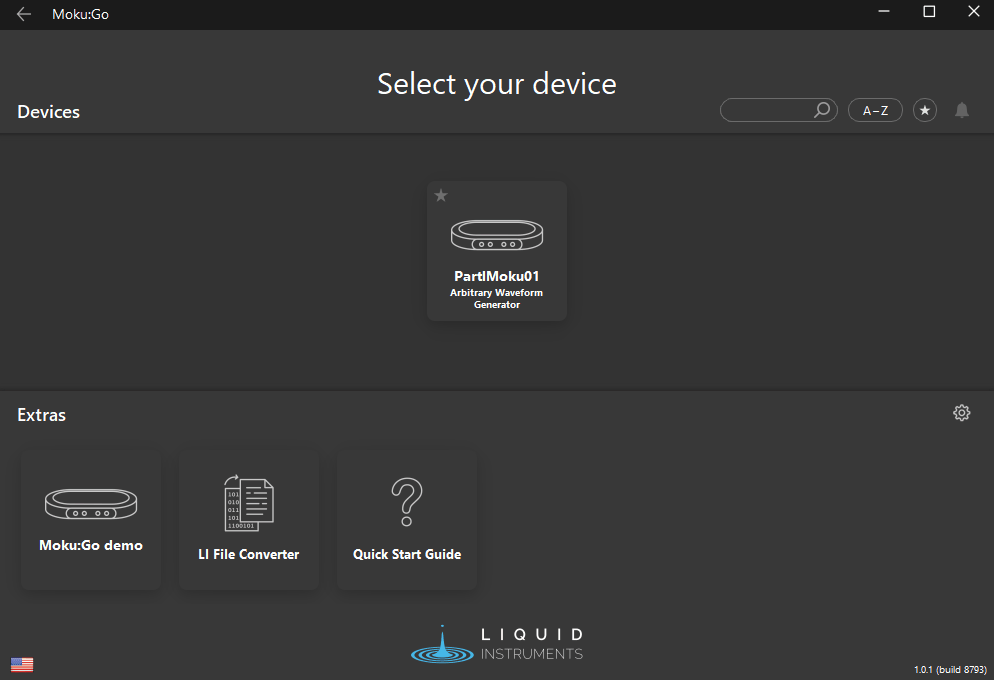 Moku:Go
Select your device
Devices
A–Z
PartIMoku01
Arbitrary Waveform
Generator
Extras
Moku:Go demo
101
010
011
101
1100101
LI File Converter
Quick Start Guide
LIQUID
INSTRUMENTS
1.0.1 (build 8793)